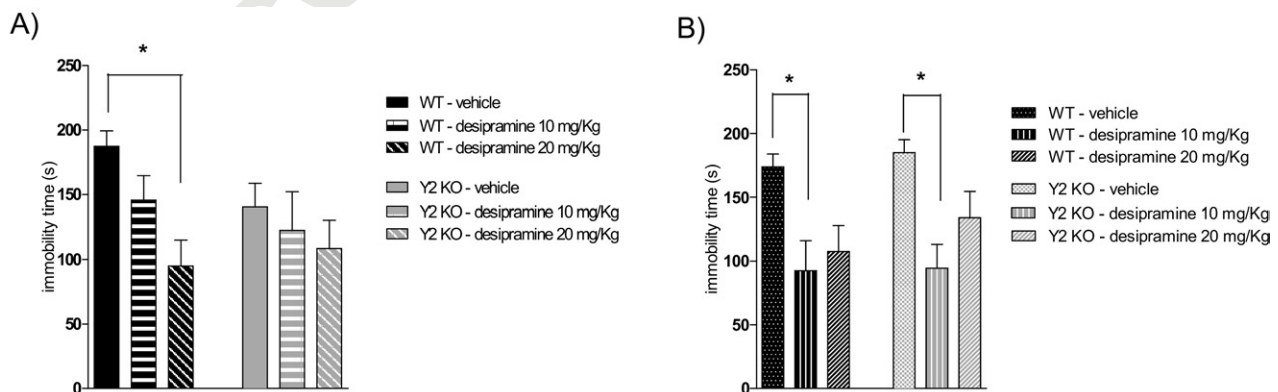 A)
*
250
200
150
100
50
0
immobility time (s)
WT - vehicle
WT - desipramine 10 mg/Kg
WT - desipramine 20 mg/Kg
Y2 KO - vehicle
Y2 KO - desipramine 10 mg/Kg
Y2 KO - desipramine 20 mg/Kg
B)
*
*
250
200
150
100
50
0
immobility time (s)
WT - vehicle
WT - desipramine 10 mg/Kg
WT - desipramine 20 mg/Kg
Y2 KO - vehicle
Y2 KO - desipramine 10 mg/Kg
Y2 KO - desipramine 20 mg/Kg